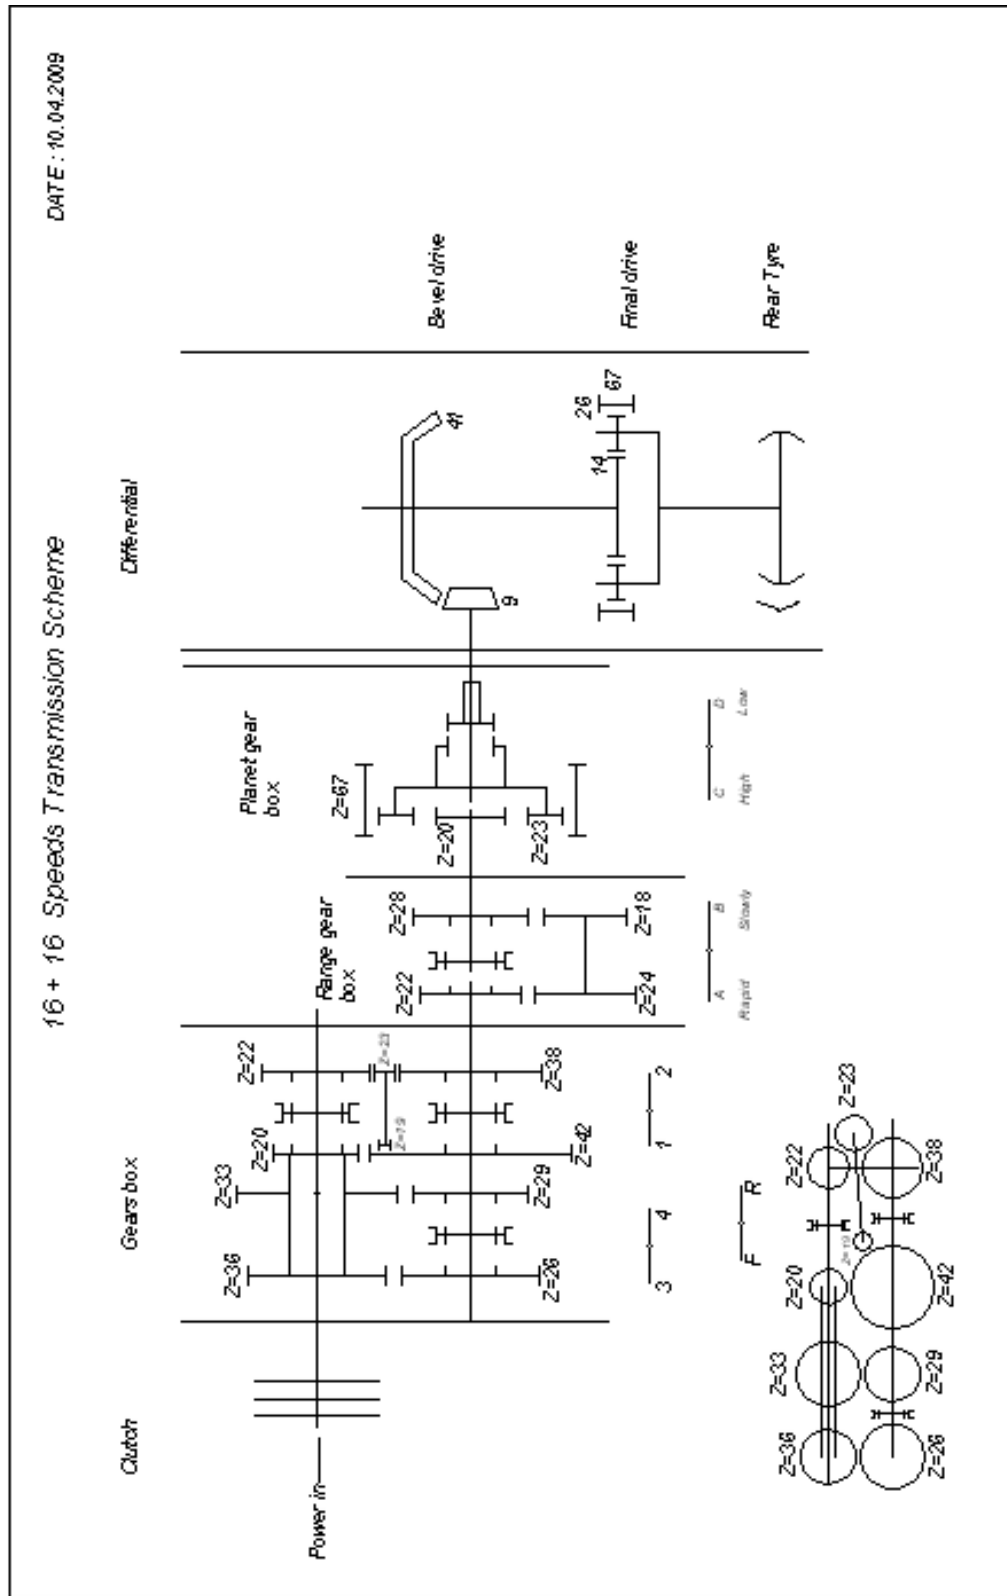 16 + 16 Speeds Transmission Scheme
DATE : 10.04.2009
Clutch
Gears box
Range gear
box
Planet gear
box
Differential
Power in
Z=36
Z=33
Z=20
Z=22
Z=23
Z=19
Z=26
Z=29
Z=42
Z=38
3
4
1
2
Z=22
Z=28
Z=24
Z=18
A
B
Rapid
Slowly
Z=67
Z=20
Z=23
C
D
High
Low
9
41
Bevel drive
14
26
67
Final drive
Rear Tyre
F
R
Z=36
Z=33
Z=20
Z=22
Z=23
Z=19
Z=26
Z=29
Z=42
Z=38